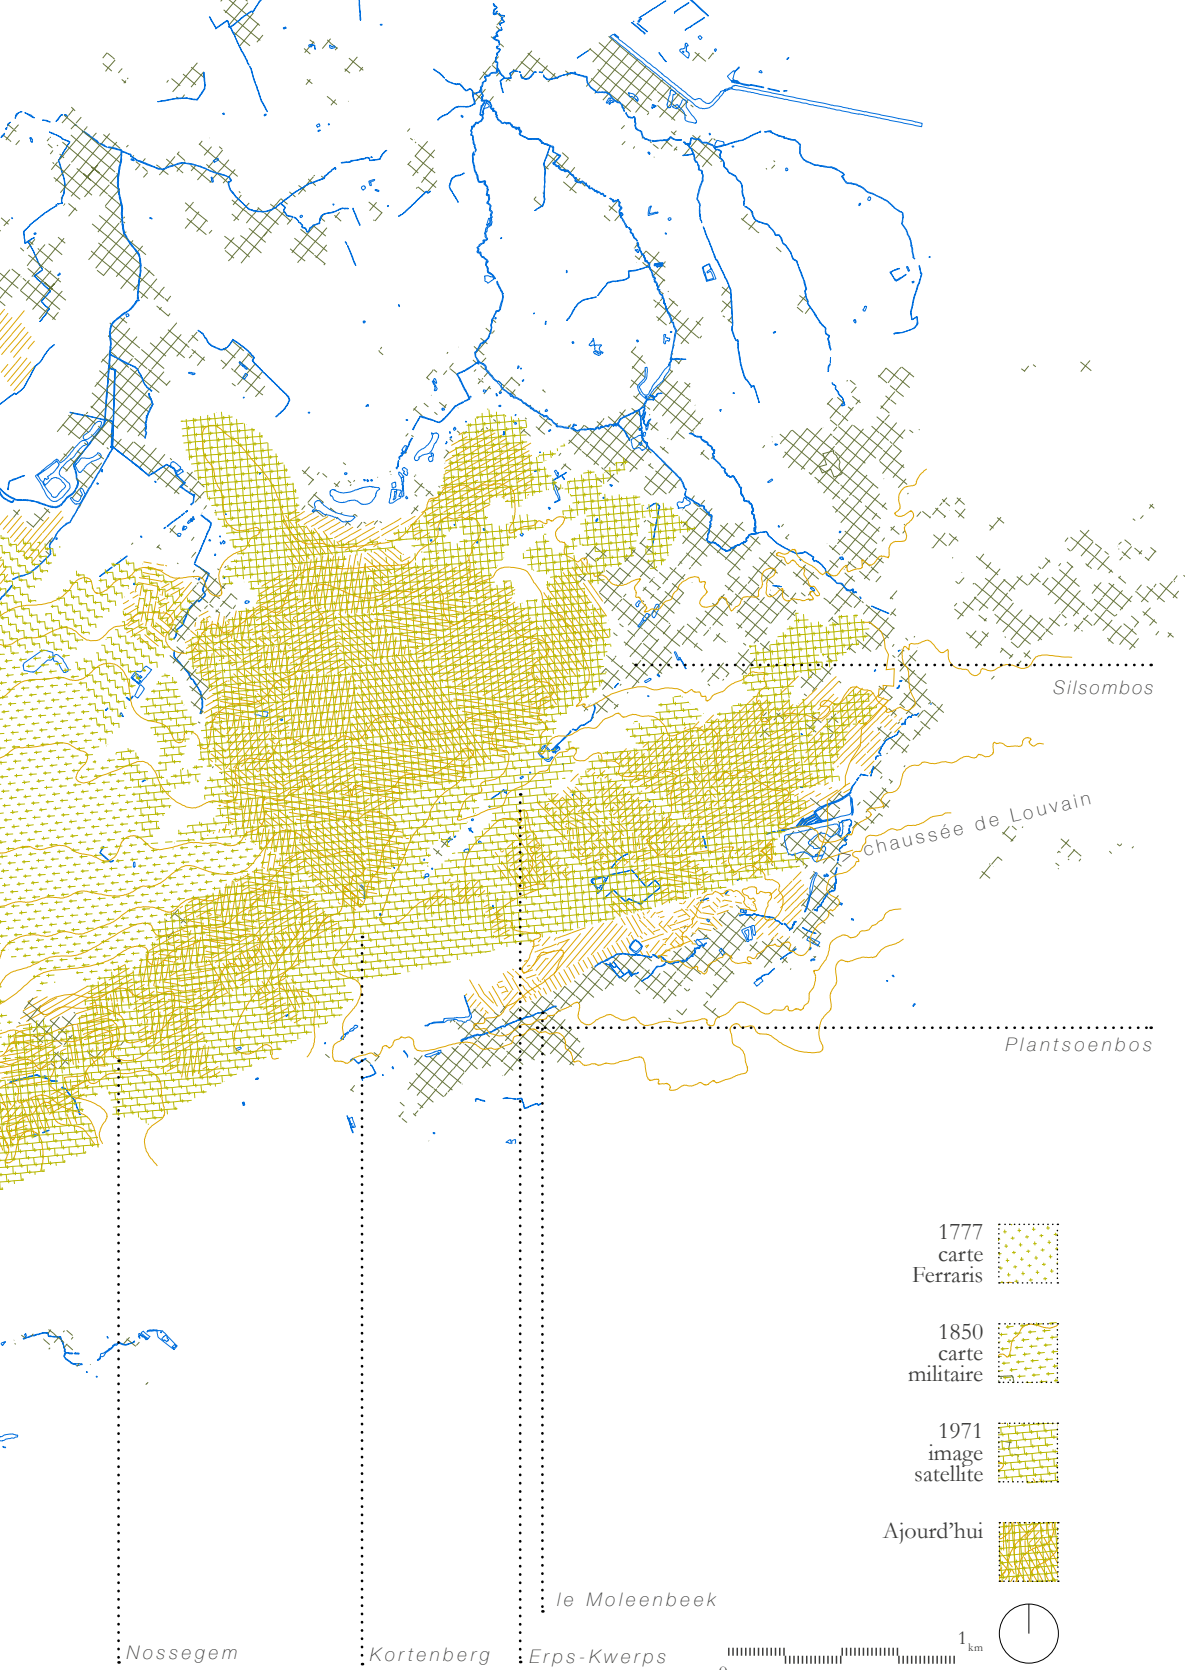 Silsombos
chaussée de Louvain
Plantsoenbos
1777
carte
Ferraris
1850
carte
militaire
1971
image
satellite
Ajourd'hui
le Moleenbeek
Nossegem
Kortenberg
Erps-Kwerps
1 km